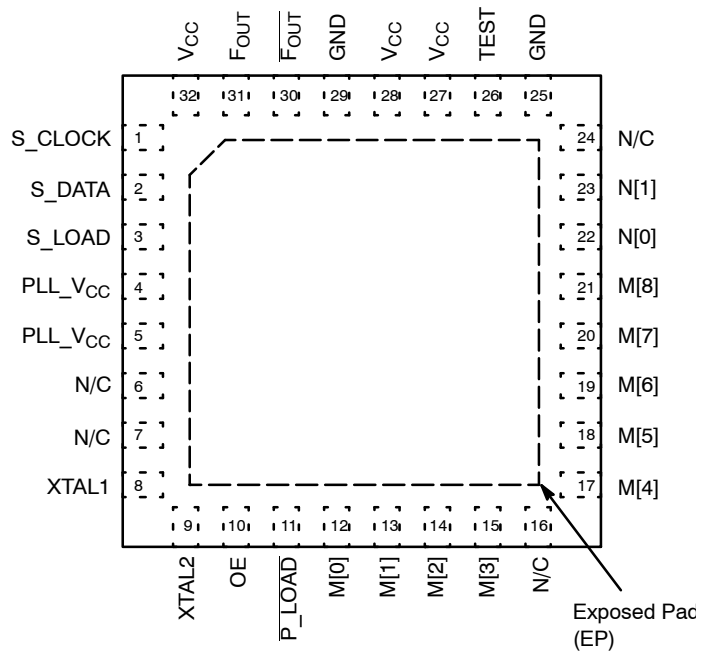 VCC
FOUT
FOUT
GND
VCC
VCC
TEST
GND
32 31 30 29 28 27 26 25
S_CLOCK 1 24 N/C
S_DATA 2 23 N[1]
S_LOAD 3 22 N[0]
PLL_VCC 4 21 M[8]
PLL_VCC 5 20 M[7]
N/C 6 19 M[6]
N/C 7 18 M[5]
XTAL1 8 17 M[4]
9 10 11 12 13 14 15 16
XTAL2
OE
P_LOAD
M[0]
M[1]
M[2]
M[3]
N/C
Exposed Pad
(EP)